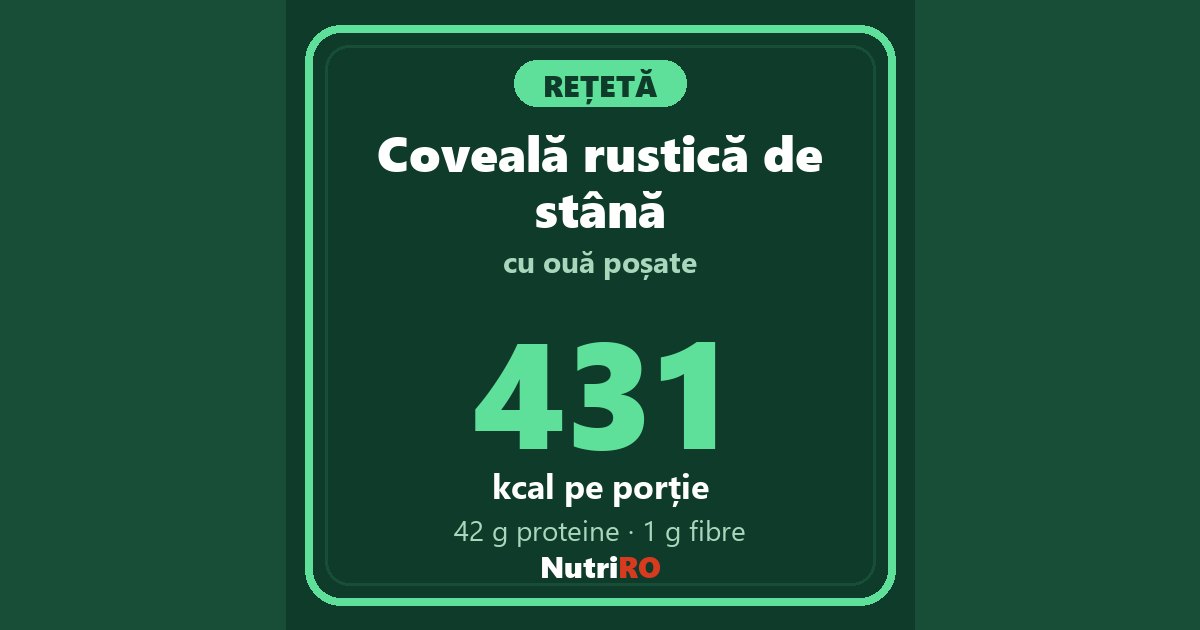 REȚETĂ
Coveală rustică de
stână
cu ouă poșate
431
kcal pe porție
42 g proteine · 1 g fibre
NutriRO